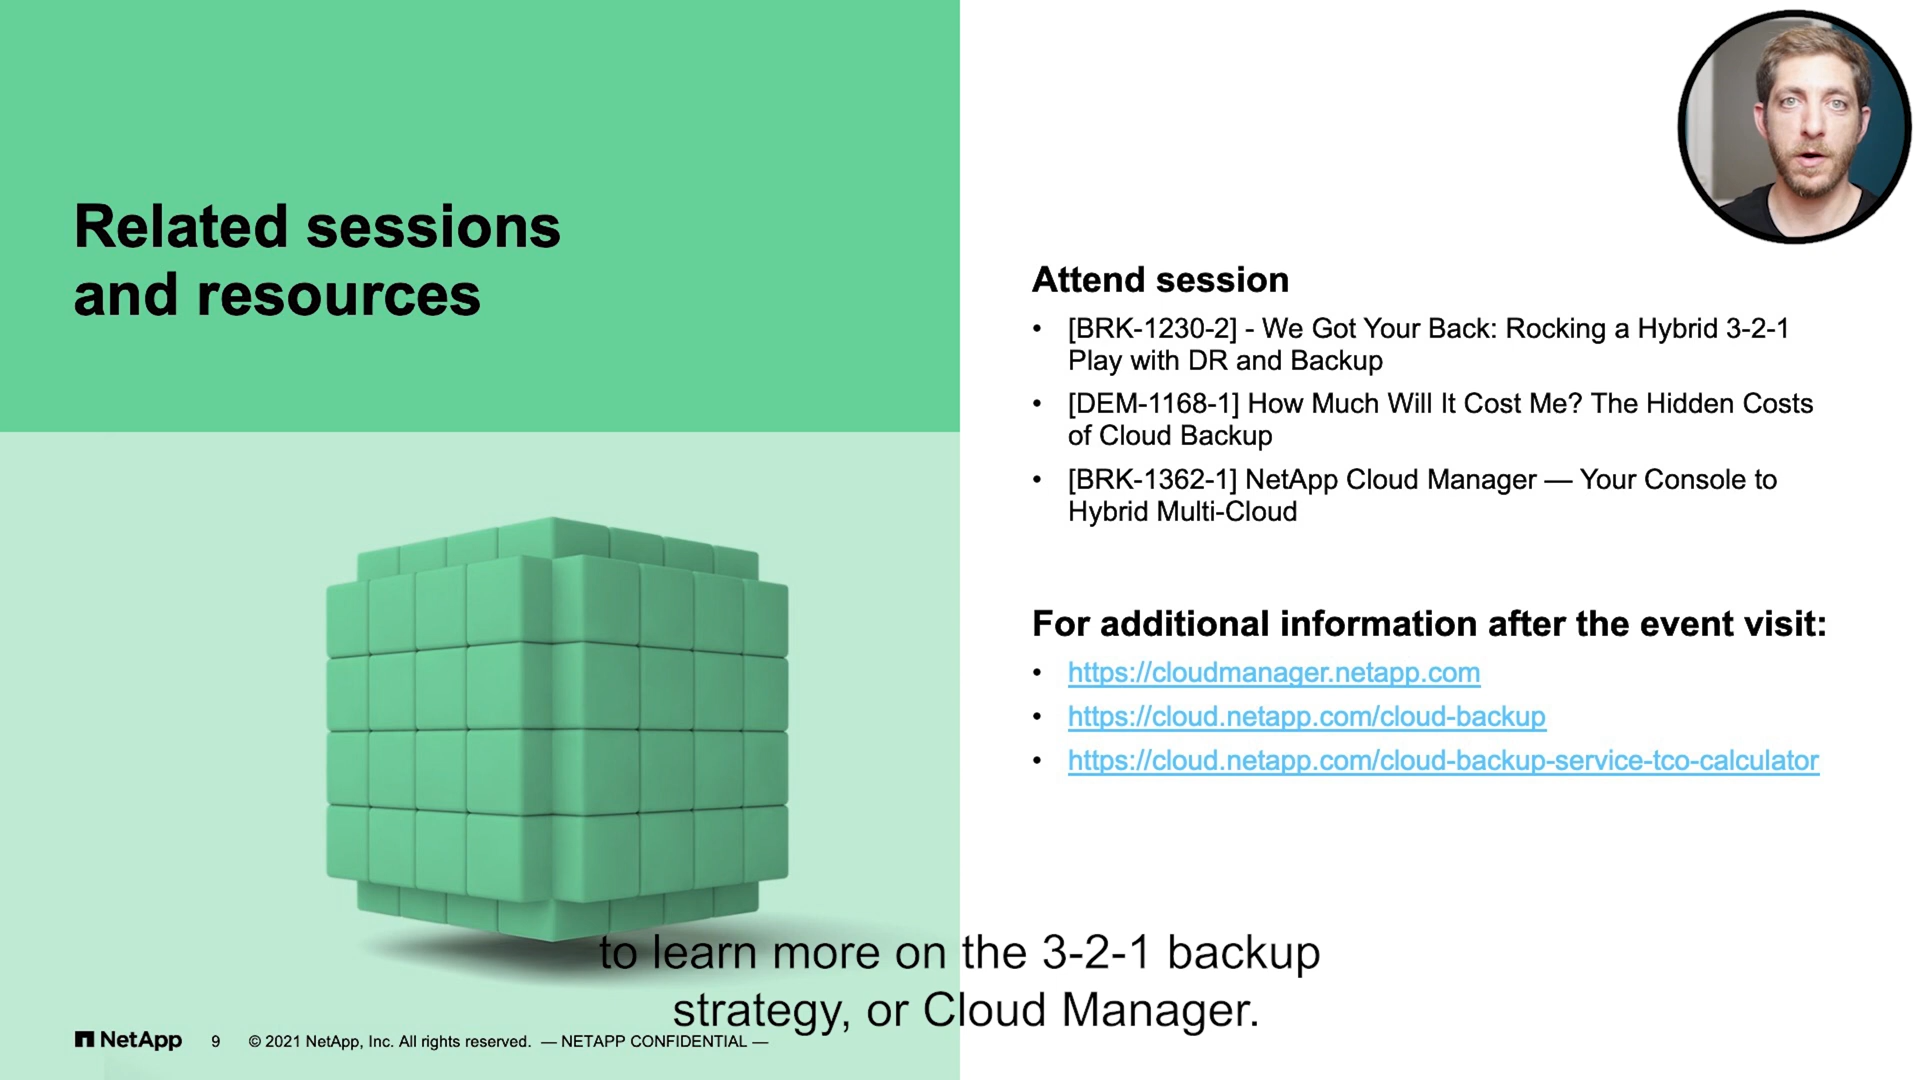 Related sessions
and resources
Attend session
• [BRK-1230-2] - We Got Your Back: Rocking a Hybrid 3-2-1
Play with DR and Backup
• [DEM-1168-1] How Much Will It Cost Me? The Hidden Costs
of Cloud Backup
• [BRK-1362-1] NetApp Cloud Manager — Your Console to
Hybrid Multi-Cloud
For additional information after the event visit:
• https://cloudmanager.netapp.com
• https://cloud.netapp.com/cloud-backup
• https://cloud.netapp.com/cloud-backup-service-tco-calculator
to learn more on the 3-2-1 backup
strategy, or Cloud Manager.
NetApp 9 © 2021 NetApp, Inc. All rights reserved. — NETAPP CONFIDENTIAL —